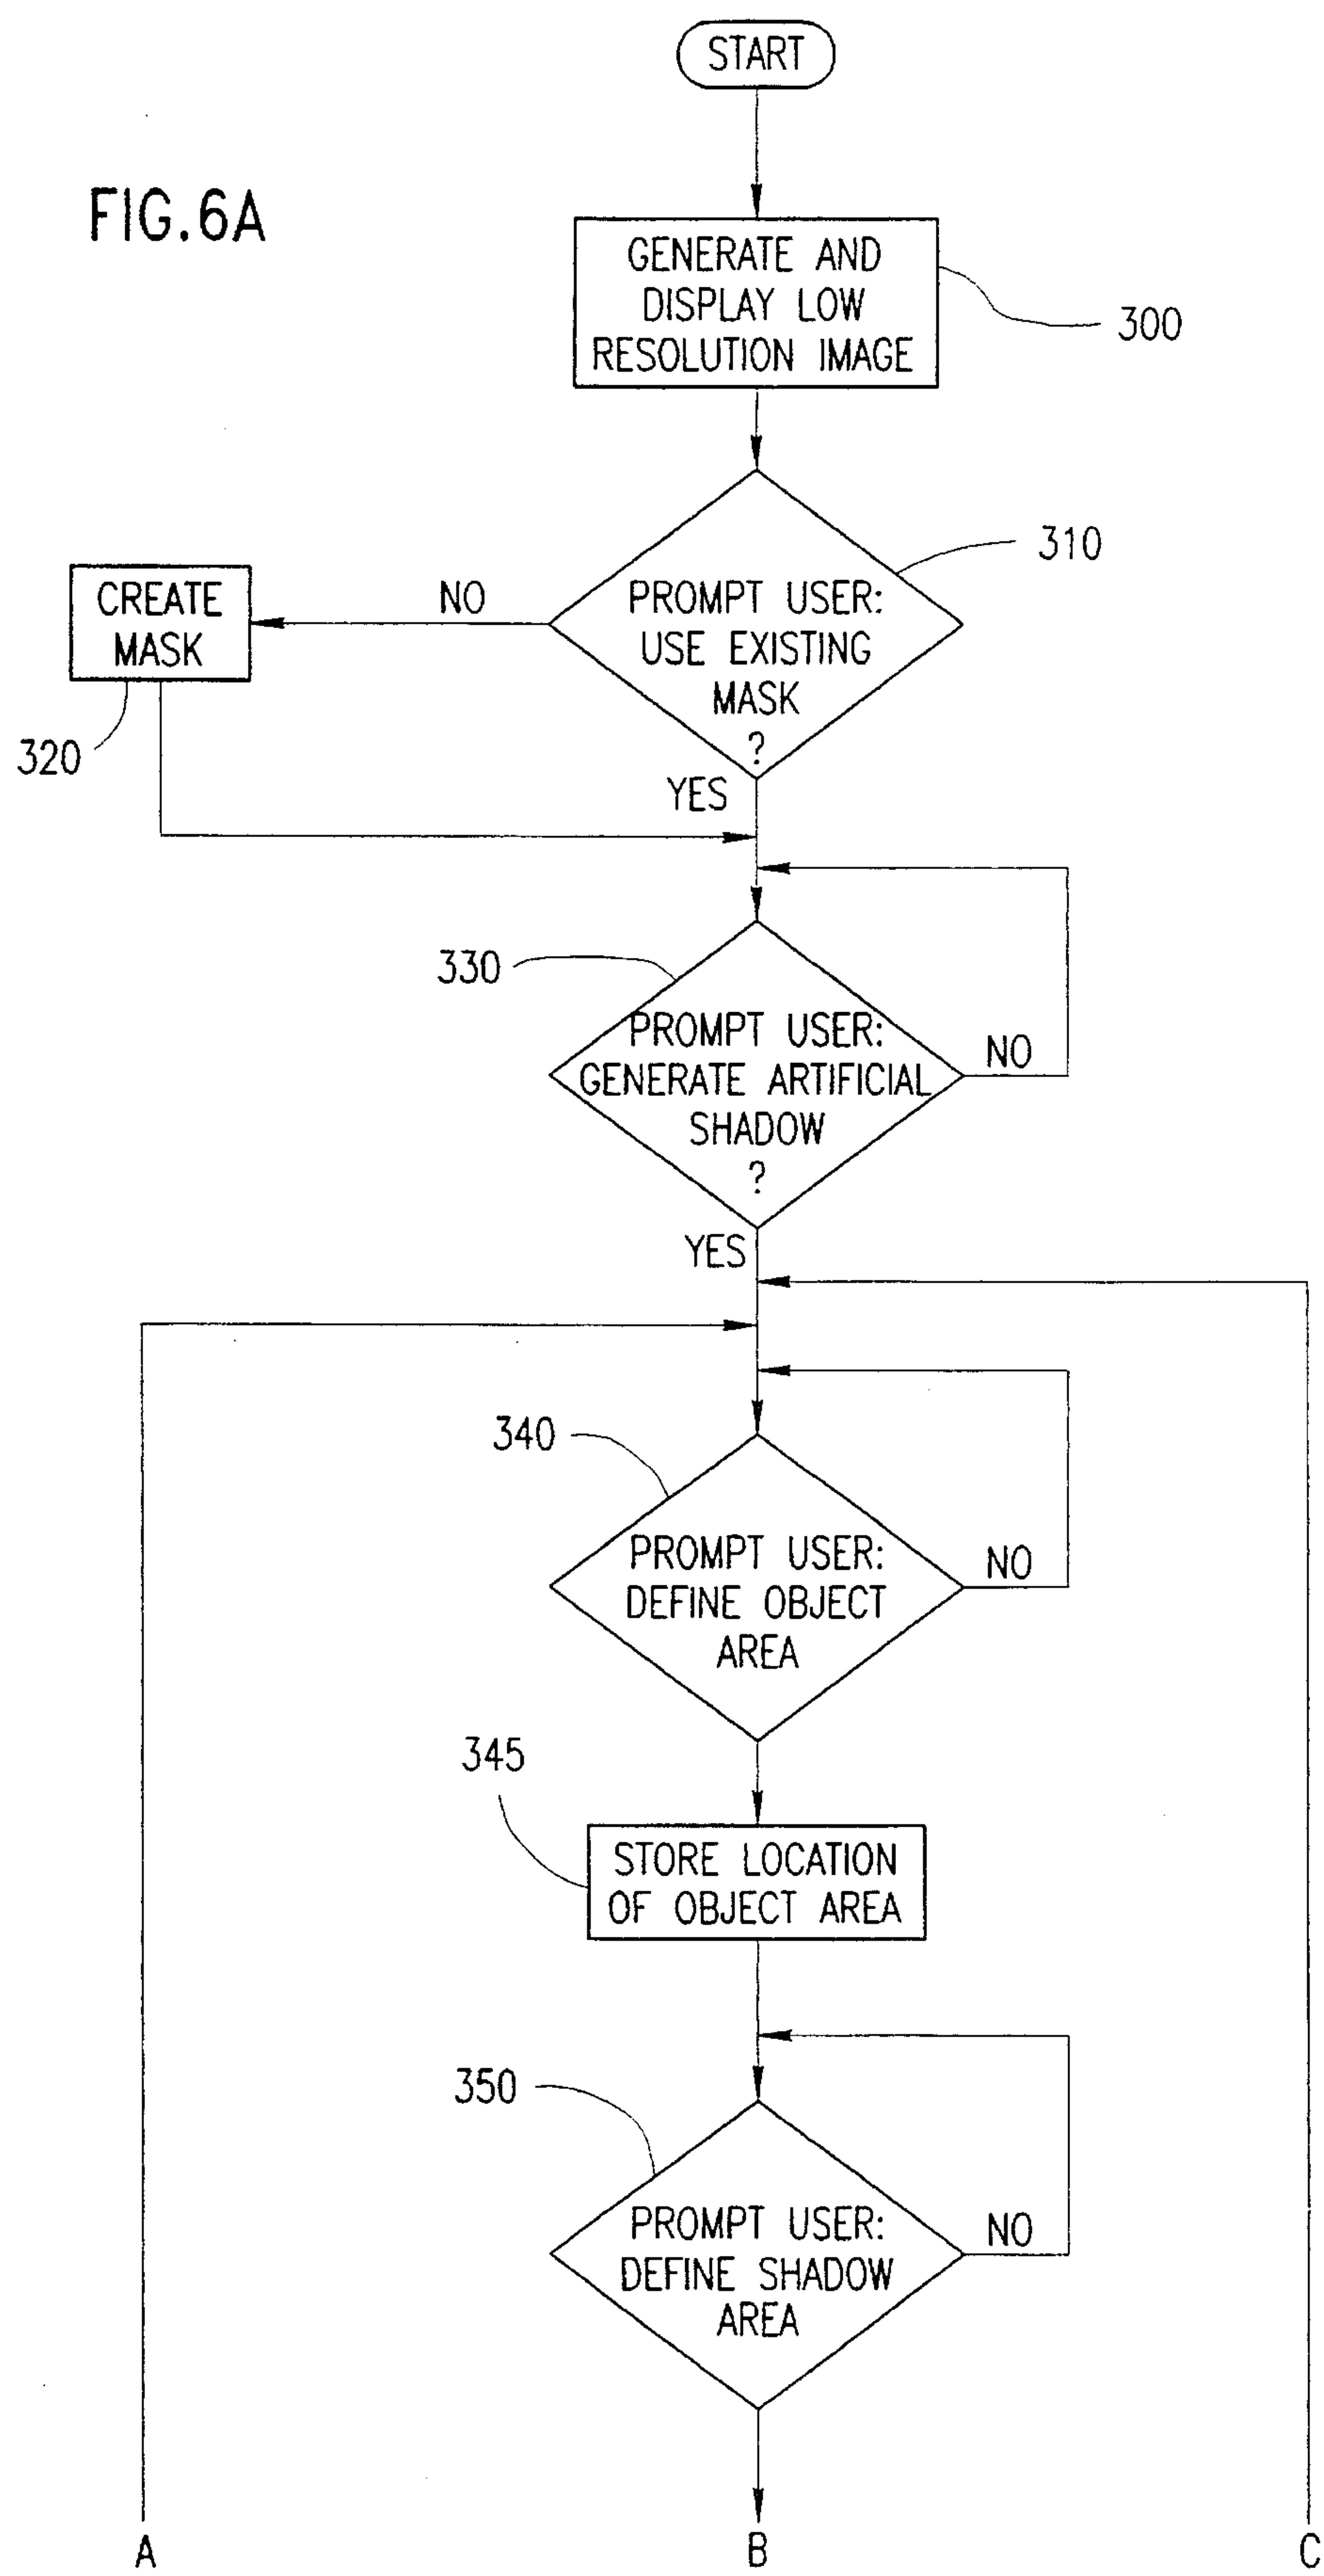 START
FIG.6A
GENERATE AND
DISPLAY LOW
RESOLUTION IMAGE
300
310
PROMPT USER:
USE EXISTING
MASK
?
NO
CREATE
MASK
320
YES
330
PROMPT USER:
GENERATE ARTIFICIAL
SHADOW
?
NO
YES
340
PROMPT USER:
DEFINE OBJECT
AREA
NO
345
STORE LOCATION
OF OBJECT AREA
350
PROMPT USER:
DEFINE SHADOW
AREA
NO
A
B
C